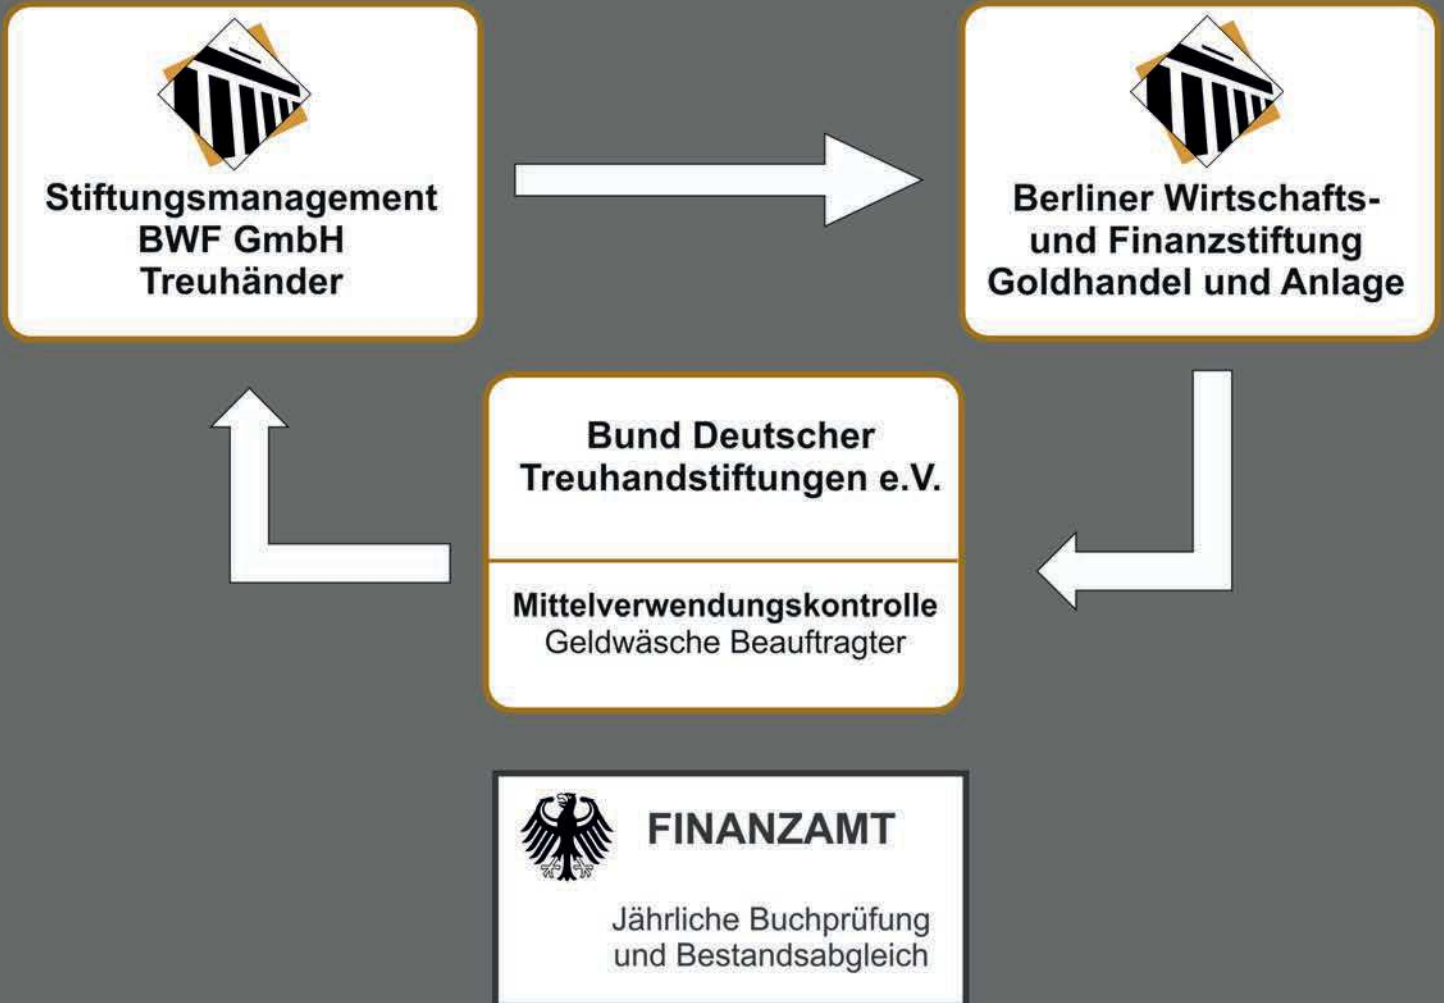 Stiftungsmanagement
BWF GmbH
Treuhänder
Berliner Wirtschafts-
und Finanzstiftung
Goldhandel und Anlage
Bund Deutscher
Treuhandstiftungen e.V.
Mittelverwendungskontrolle
Geldwäsche Beauftragter
FINANZAMT
Jährliche Buchprüfung
und Bestandsabgleich